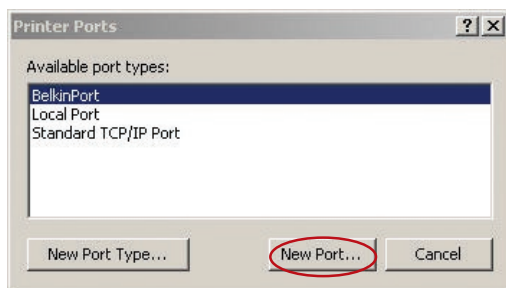 Printer Ports
Available port types:
BelkinPort
Local Port
Standard TCP/IP Port
New Port Type... New Port... Cancel